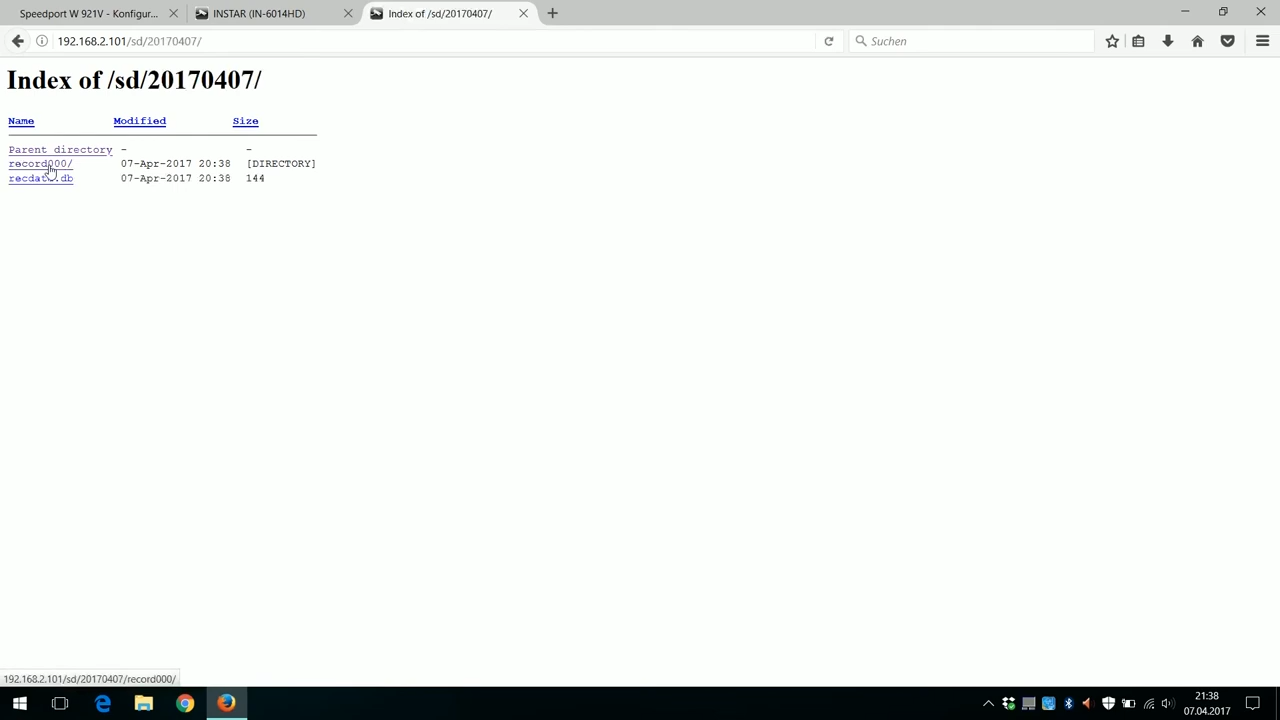 Speedport W 921V - Konfigur...
INSTAR (IN-6014HD)
Index of /sd/20170407/
192.168.2.101/sd/20170407/
Suchen
Index of /sd/20170407/
Name Modified Size
Parent directory - -
record000/ 07-Apr-2017 20:38 [DIRECTORY]
recdata.db 07-Apr-2017 20:38 144
192.168.2.101/sd/20170407/record000/
21:38
07.04.2017